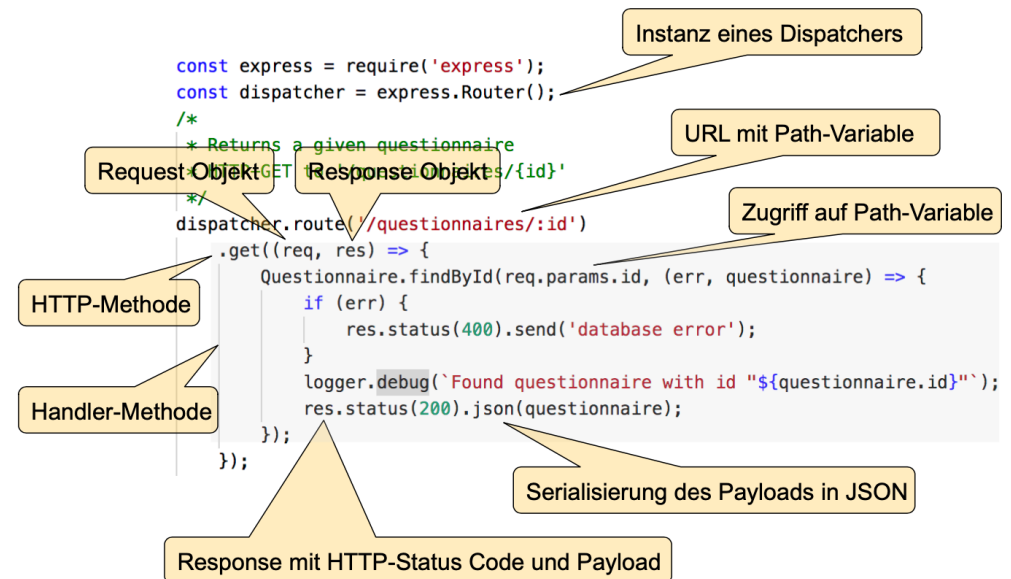 Instanz eines Dispatchers
const express = require('express');
const dispatcher = express.Router();
/*
* Returns a given questionnaire
URL mit Path-Variable
Request Objekt
Response Objekt
/{id}'
*/
Zugriff auf Path-Variable
dispatcher.route('/questionnaires/:id')
.get((req, res) => {
Questionnaire.findById(req.params.id, (err, questionnaire) => {
HTTP-Methode
if (err) {
res.status(400).send('database error');
}
logger.debug(`Found questionnaire with id "${questionnaire.id}"`);
Handler-Methode
res.status(200).json(questionnaire);
});
});
Serialisierung des Payloads in JSON
Response mit HTTP-Status Code und Payload